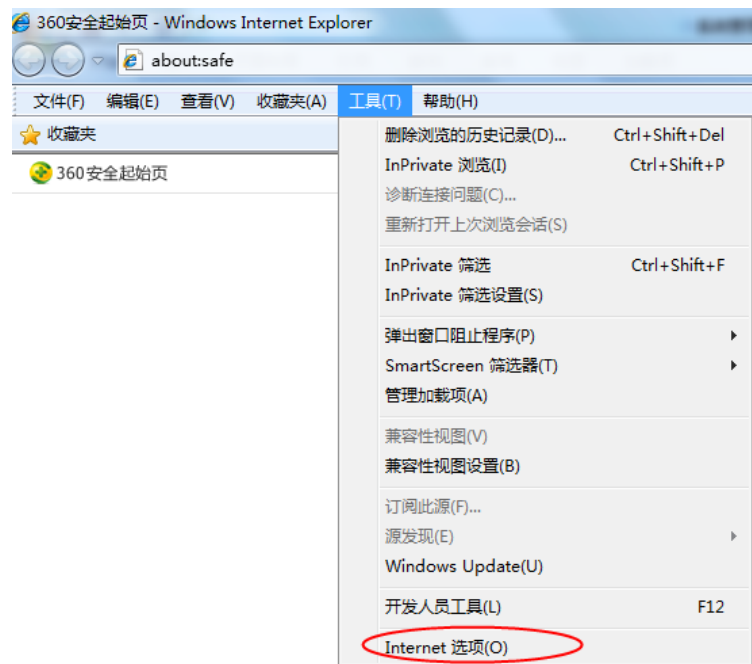 360安全起始页 - Windows Internet Explorer
about:safe
文件(F) 编辑(E) 查看(V) 收藏夹(A) 工具(T) 帮助(H)
收藏夹
360安全起始页
删除浏览的历史记录(D)... Ctrl+Shift+Del
InPrivate 浏览(I) Ctrl+Shift+P
诊断连接问题(C)...
重新打开上次浏览会话(S)
InPrivate 筛选 Ctrl+Shift+F
InPrivate 筛选设置(S)
弹出窗口阻止程序(P)
SmartScreen 筛选器(T)
管理加载项(A)
兼容性视图(V)
兼容性视图设置(B)
订阅此源(F)...
源发现(E)
Windows Update(U)
开发人员工具(L) F12
Internet 选项(O)